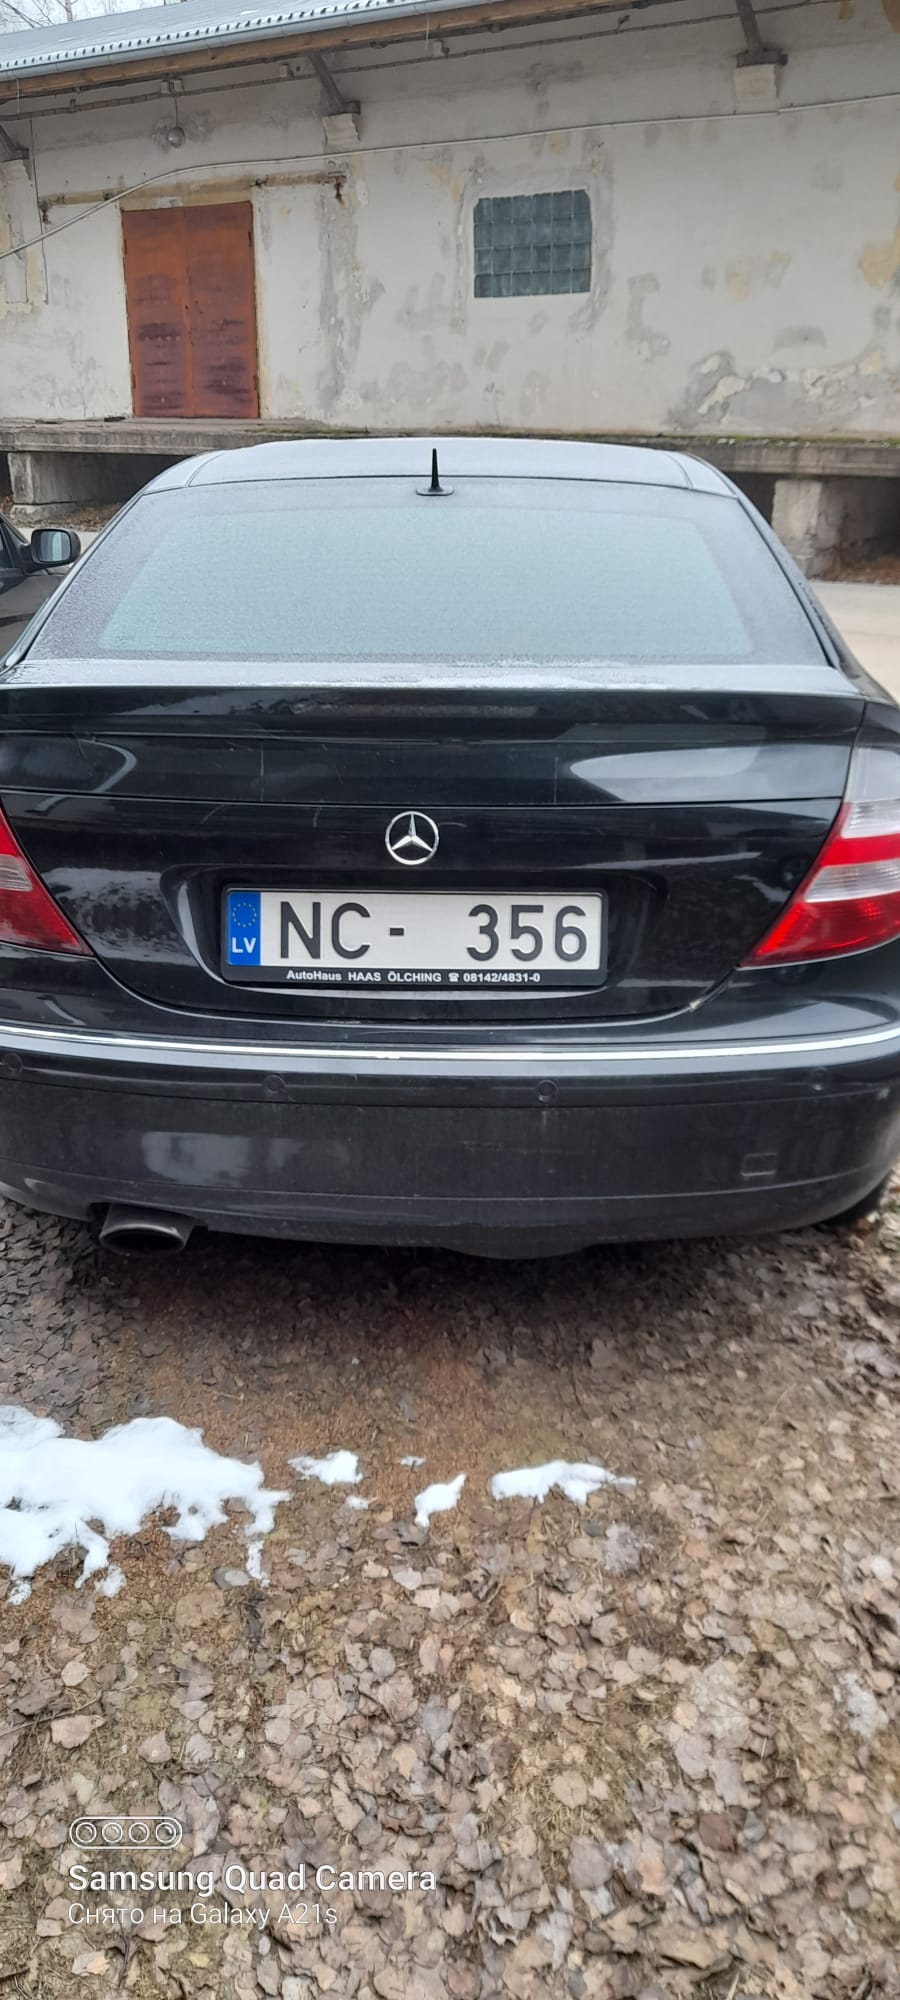 LV NC- 356
AutoHaus HAAS ÖLCHING ☎ 08142/4831-0
Samsung Quad Camera
Снято на Galaxy A21s